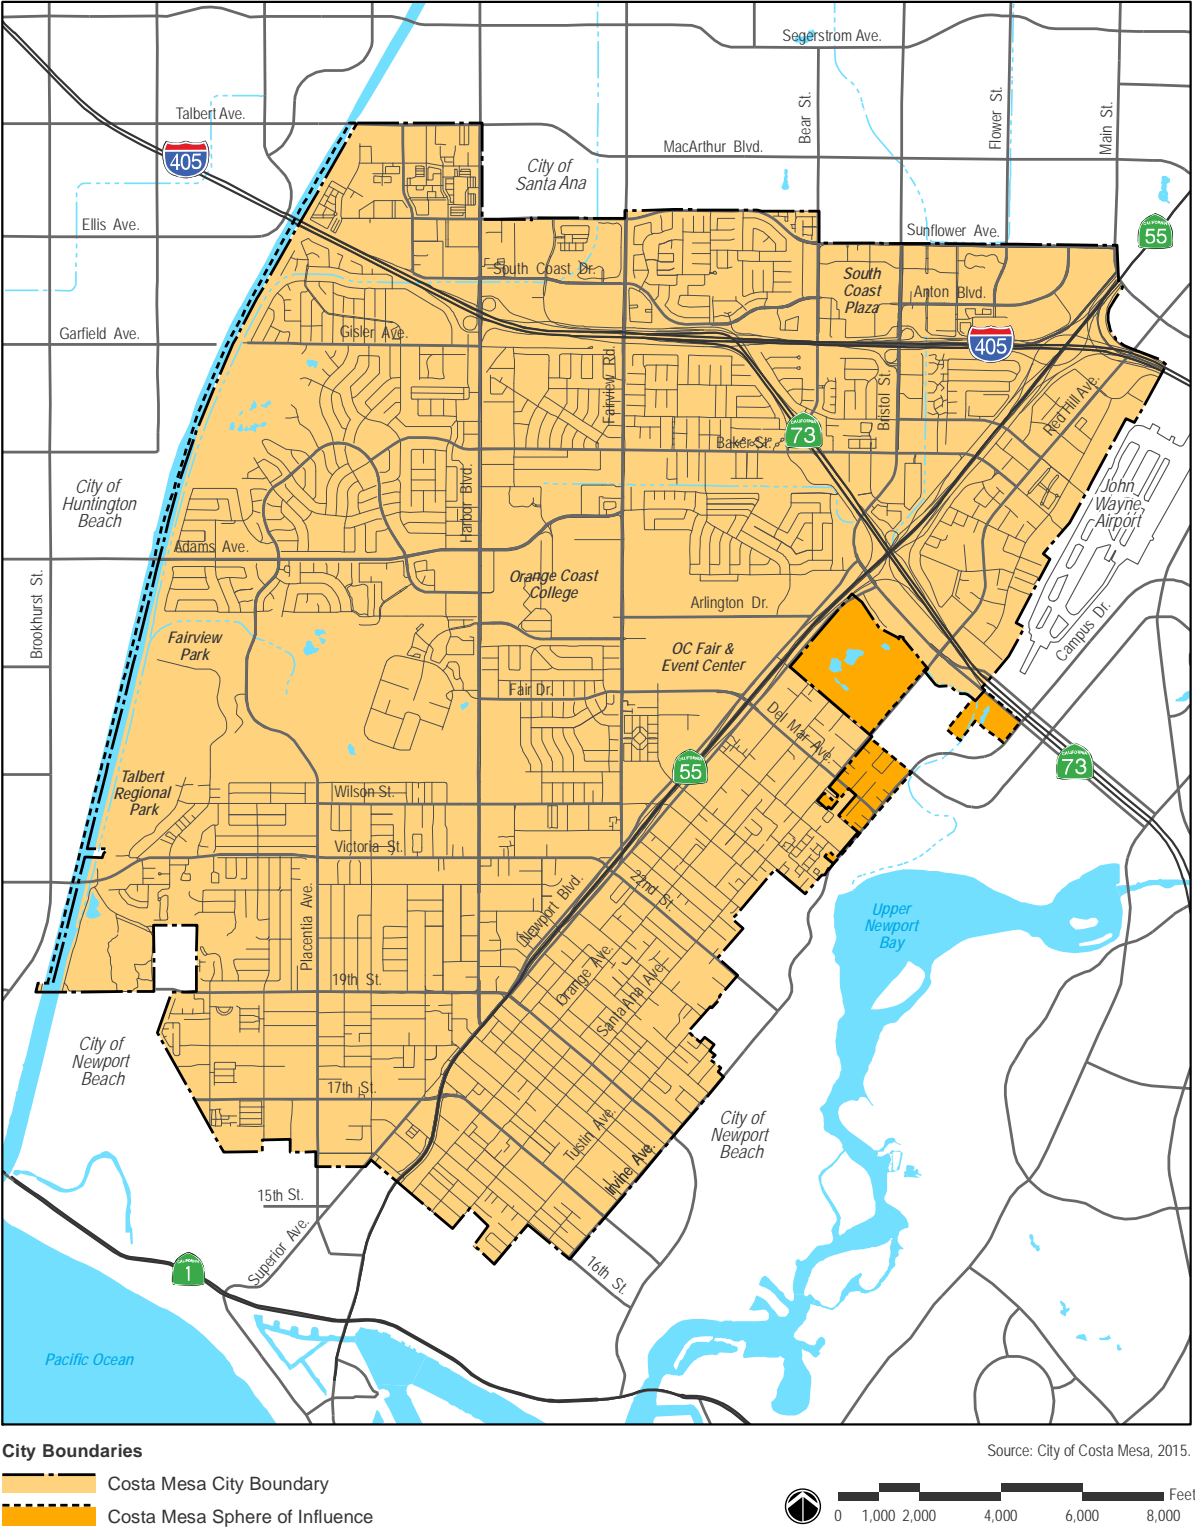 Segerstrom Ave.
Bear St.
Flower St.
Main St.
Talbert Ave.
405
MacArthur Blvd.
City of
Santa Ana
Ellis Ave.
Sunflower Ave.
CALIFORNIA
55
South Coast Dr.
South
Coast
Plaza
Anton Blvd.
Garfield Ave.
Gisler Ave.
405
Fairview Rd.
Bristol St.
Red Hill Ave.
CALIFORNIA
73
Baker St.
City of
Huntington
Beach
Harbor Blvd.
John
Wayne
Airport
Adams Ave.
Orange Coast
College
Brookhurst St.
Arlington Dr.
Campus Dr.
Fairview
Park
OC Fair &
Event Center
Fair Dr.
Del Mar Ave.
CALIFORNIA
55
CALIFORNIA
73
Talbert
Regional
Park
Wilson St.
Victoria St.
22nd St.
Placentia Ave.
Newport Blvd.
Upper
Newport
Bay
Orange Ave.
Santa Ana Ave.
19th St.
City of
Newport
Beach
17th St.
Tustin Ave.
Irvine Ave.
City of
Newport
Beach
15th St.
Superior Ave.
16th St.
CALIFORNIA
1
Pacific Ocean
City Boundaries
Source: City of Costa Mesa, 2015.
Costa Mesa City Boundary
Costa Mesa Sphere of Influence
Feet
0 1,000 2,000 4,000 6,000 8,000